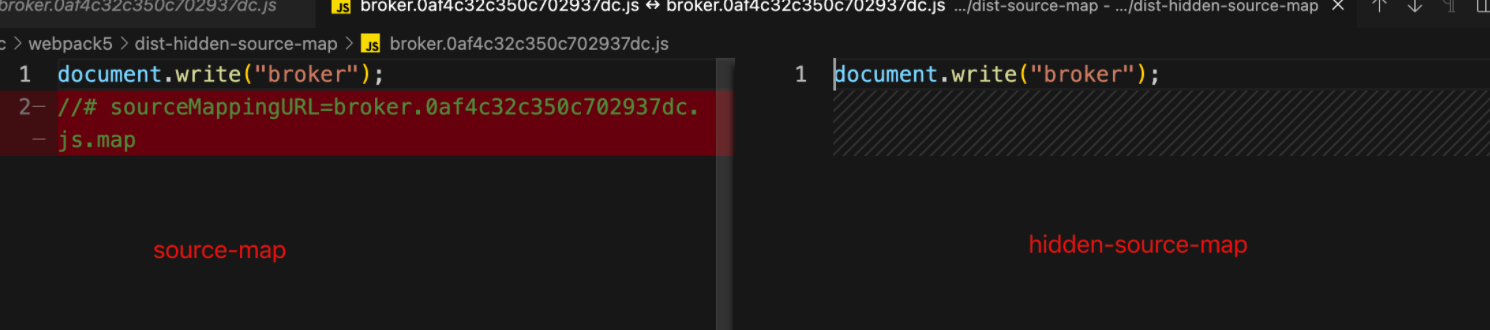 broker.0af4c32c350c702937dc.js
JS broker.0af4c32c350c702937dc.js ↔ broker.0af4c32c350c702937dc.js .../dist-source-map - .../dist-hidden-source-map
c > webpack5 > dist-hidden-source-map > JS broker.0af4c32c350c702937dc.js
1 document.write("broker");
2 //# sourceMappingURL=broker.0af4c32c350c702937dc.
js.map
1 document.write("broker");
source-map
hidden-source-map